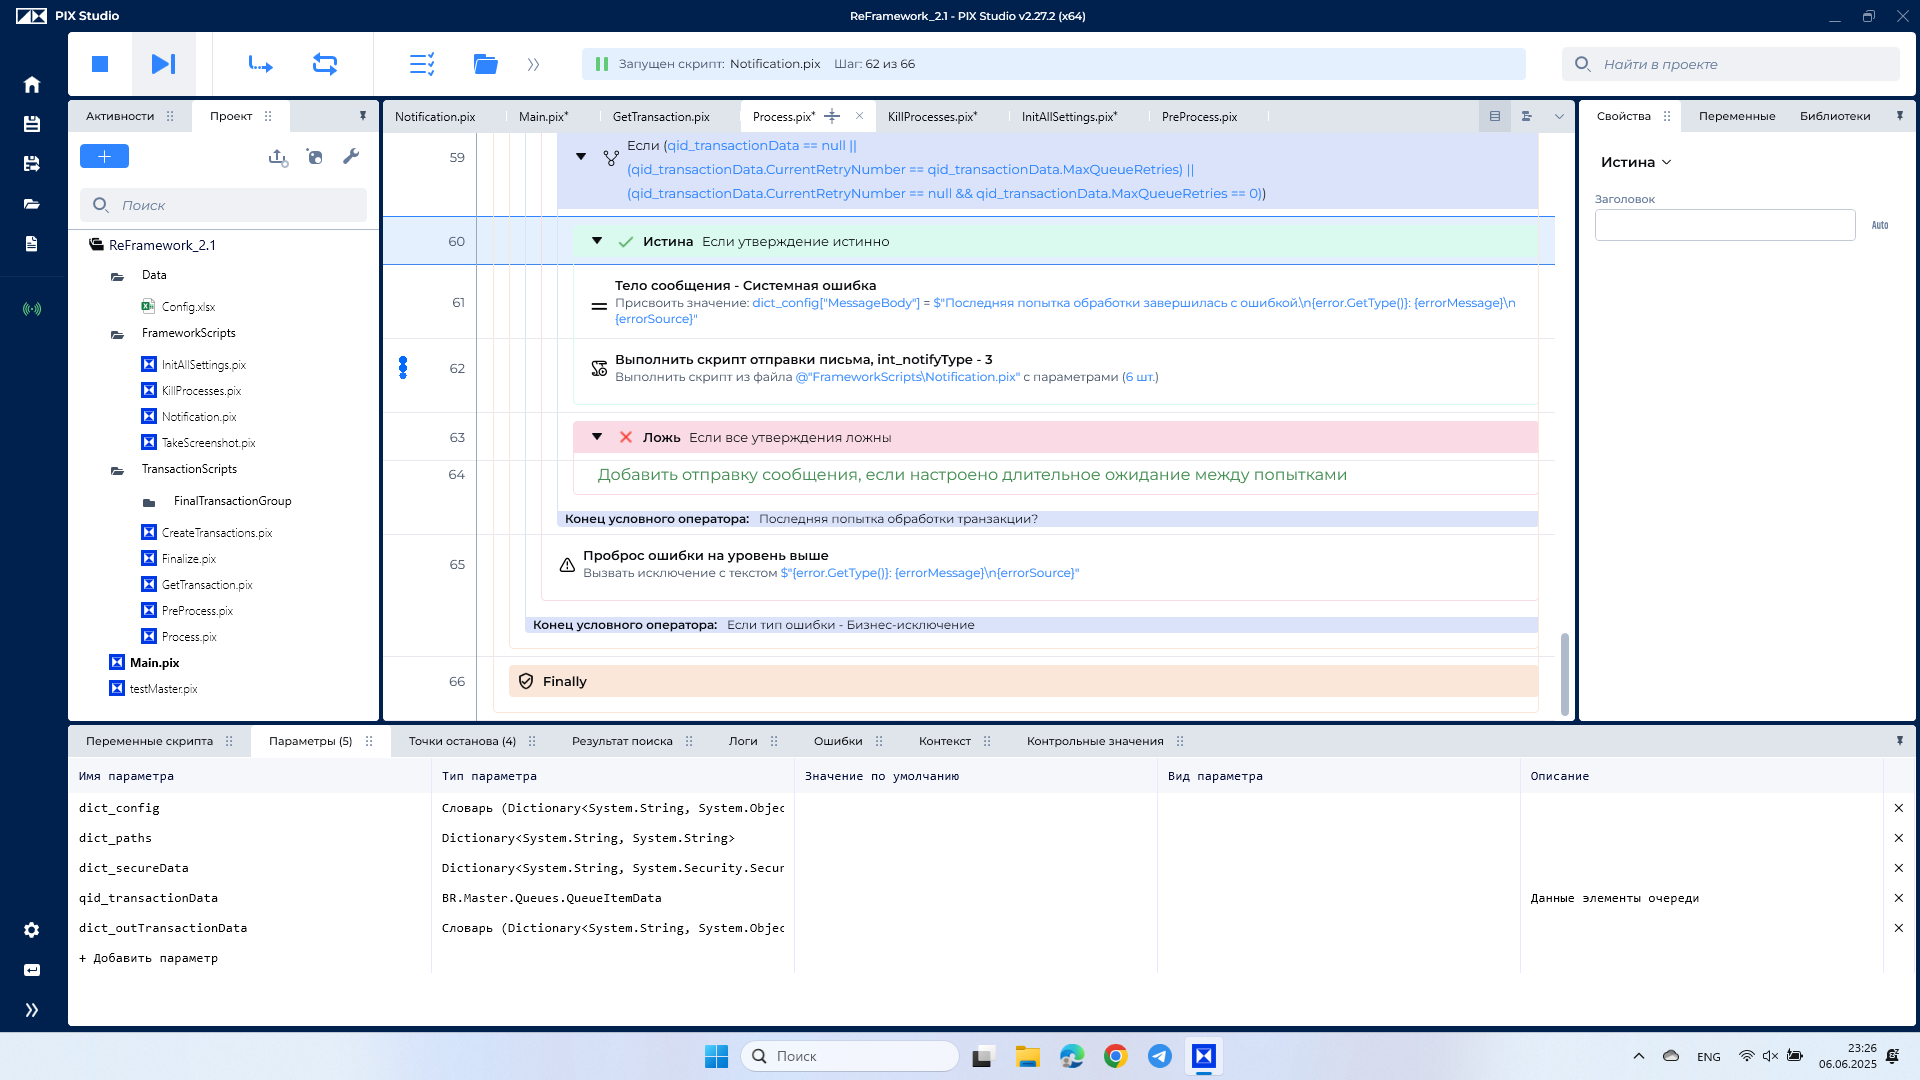 PIX Studio
ReFramework_2.1 - PIX Studio v2.27.2 (x64)
Запущен скрипт: Notification.pix Шаг: 62 из 66
Найти в проекте
Активности
Проект
Notification.pix
Main.pix*
GetTransaction.pix
Process.pix*
KillProcesses.pix*
InitAllSettings.pix*
PreProcess.pix
Свойства
Переменные
Библиотеки
Поиск
ReFramework_2.1
Data
Config.xlsx
FrameworkScripts
InitAllSettings.pix
KillProcesses.pix
Notification.pix
TakeScreenshot.pix
TransactionScripts
FinalTransactionGroup
CreateTransactions.pix
Finalize.pix
GetTransaction.pix
PreProcess.pix
Process.pix
Main.pix
testMaster.pix
59 Если (qid_transactionData == null ||
(qid_transactionData.CurrentRetryNumber == qid_transactionData.MaxQueueRetries) ||
(qid_transactionData.CurrentRetryNumber == null && qid_transactionData.MaxQueueRetries == 0))
60 Истина Если утверждение истинно
Тело сообщения - Системная ошибка
61 Присвоить значение: dict_config["MessageBody"] = $"Последняя попытка обработки завершилась с ошибкой.\n{error.GetType()}: {errorMessage}\n
{errorSource}"
Выполнить скрипт отправки письма, int_notifyType - 3
62 Выполнить скрипт из файла @"FrameworkScripts\Notification.pix" с параметрами (6 шт.)
63 Ложь Если все утверждения ложны
64 Добавить отправку сообщения, если настроено длительное ожидание между попытками
Конец условного оператора: Последняя попытка обработки транзакции?
Проброс ошибки на уровень выше
65 Вызвать исключение с текстом $"{error.GetType()}: {errorMessage}\n{errorSource}"
Конец условного оператора: Если тип ошибки - Бизнес-исключение
66 Finally
Истина
Заголовок
Auto
Переменные скрипта
Параметры (5)
Точки останова (4)
Результат поиска
Логи
Ошибки
Контекст
Контрольные значения
Имя параметра Тип параметра Значение по умолчанию Вид параметра Описание
dict_config Словарь (Dictionary<System.String, System.Objec
dict_paths Dictionary<System.String, System.String>
dict_secureData Dictionary<System.String, System.Security.Secur
qid_transactionData BR.Master.Queues.QueueItemData Данные элементы очереди
dict_outTransactionData Словарь (Dictionary<System.String, System.Objec
+ Добавить параметр
Поиск
ENG
23:26
06.06.2025